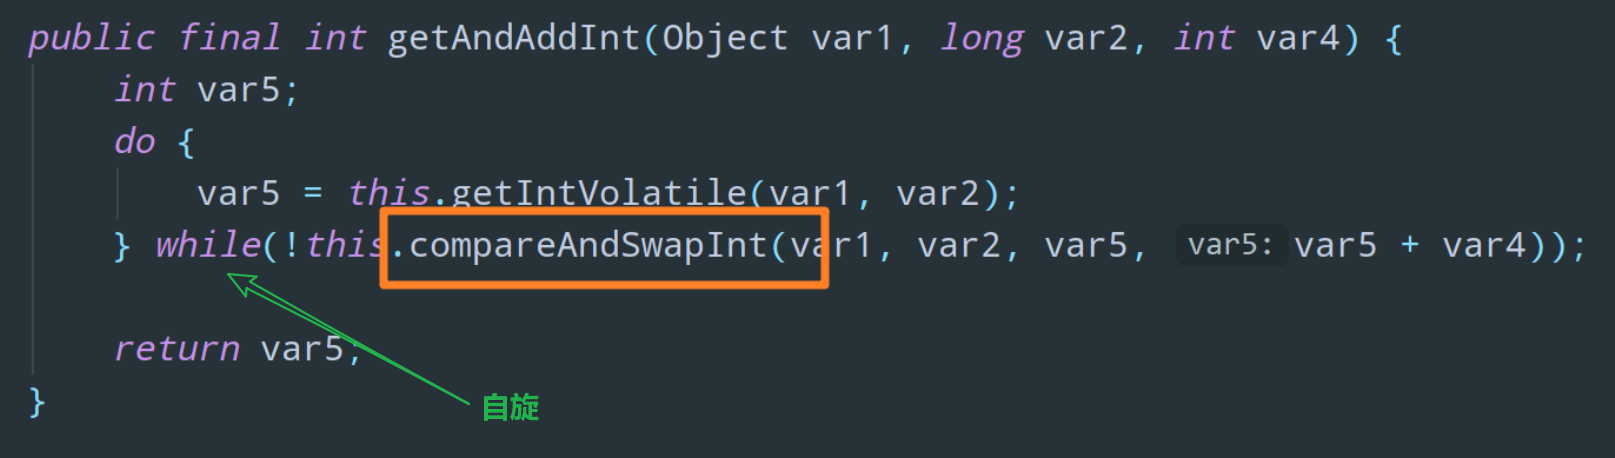 public final int getAndAddInt(Object var1, long var2, int var4) {
int var5;
do {
var5 = this.getIntVolatile(var1, var2);
} while(!this.compareAndSwapInt(var1, var2, var5, var5: var5 + var4));
return var5;
}
自旋